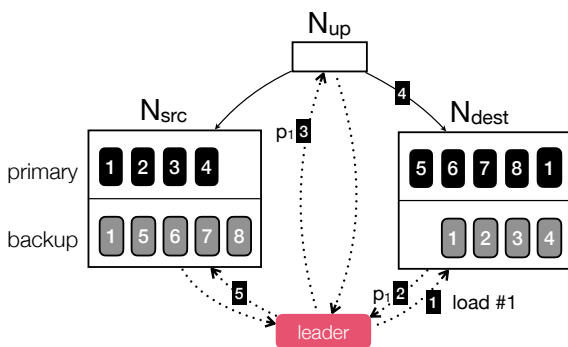 Nup
4
Nsrc
Ndest
p1 3
primary
1 2 3 4
5 6 7 8 1
backup
1 5 6 7 8
1 2 3 4
5
p1 2
1 load #1
leader